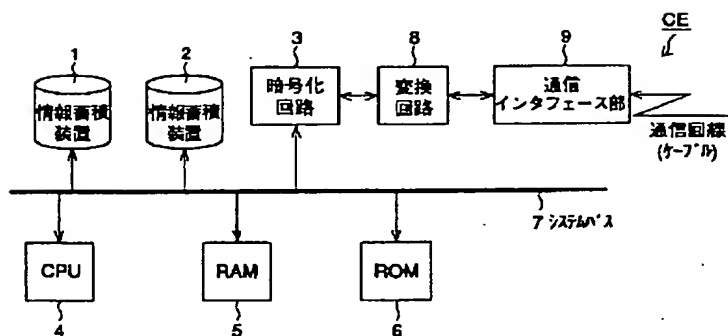 CE
1
2
3
8
9
情報蓄積
装置
情報蓄積
装置
暗号化
回路
変換
回路
通信
インタフェース部
通信回線
(ケーブル)
7 システムバス
CPU
RAM
ROM
4
5
6